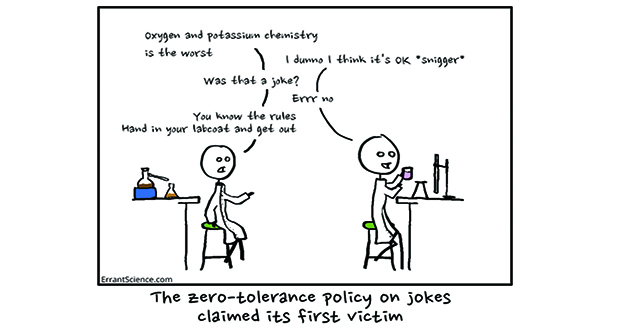 Oxygen and potassium chemistry
is the worst
I dunno I think it's OK *snigger*
Was that a joke?
Errr no
You know the rules
Hand in your labcoat and get out
ErrantScience.com
The zero-tolerance policy on jokes
claimed its first victim